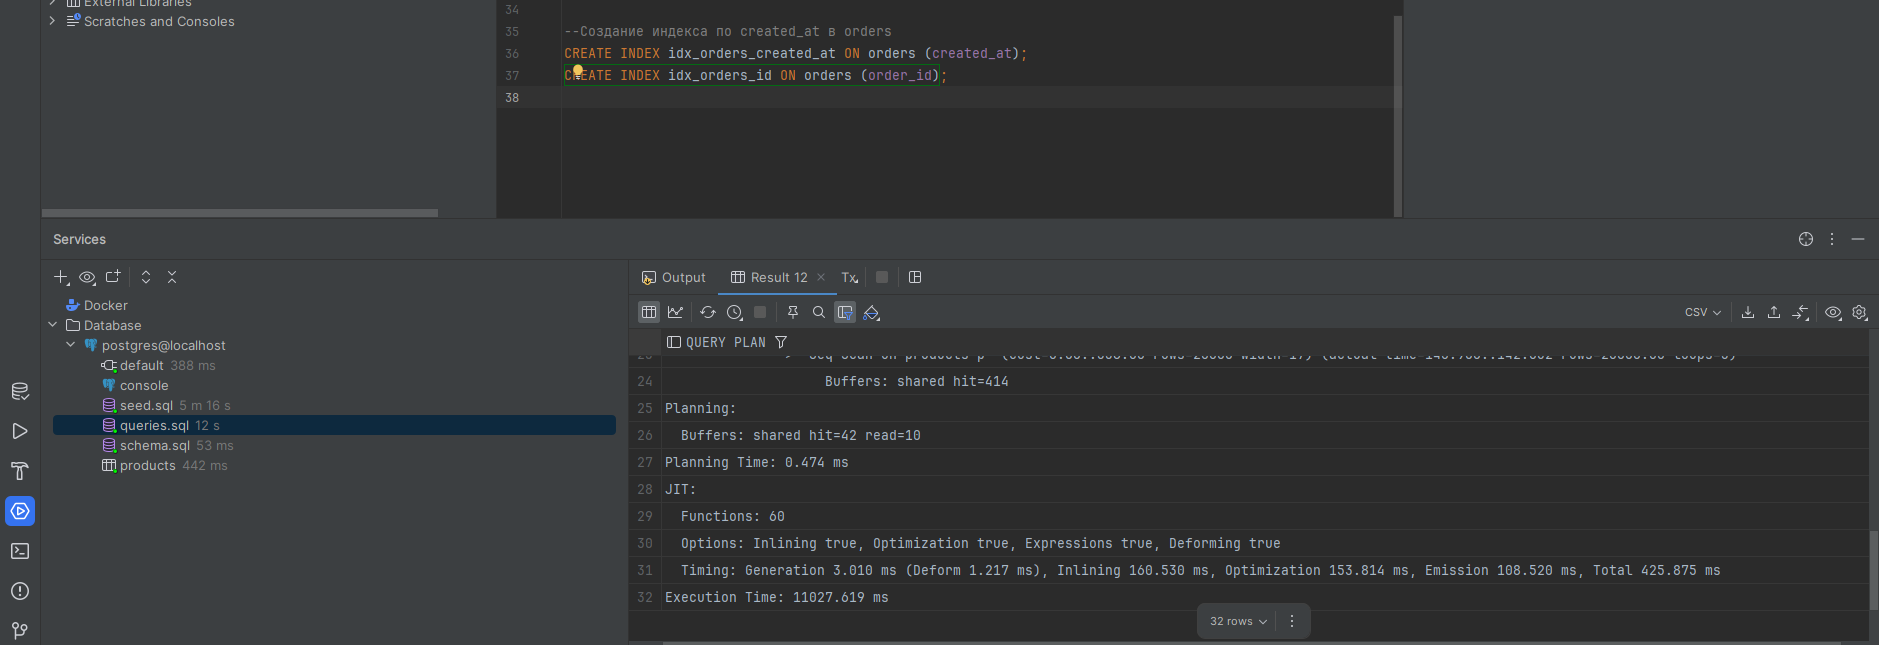 External Libraries
Scratches and Consoles
34
35 --Создание индекса по created_at в orders
36 CREATE INDEX idx_orders_created_at ON orders (created_at);
37 CREATE INDEX idx_orders_id ON orders (order_id);
38
Services
Docker
Database
postgres@localhost
default 388 ms
console
seed.sql 5 m 16 s
queries.sql 12 s
schema.sql 53 ms
products 442 ms
Output Result 12 Tx
CSV
QUERY PLAN
24 Buffers: shared hit=414
25 Planning:
26 Buffers: shared hit=42 read=10
27 Planning Time: 0.474 ms
28 JIT:
29 Functions: 60
30 Options: Inlining true, Optimization true, Expressions true, Deforming true
31 Timing: Generation 3.010 ms (Deform 1.217 ms), Inlining 160.530 ms, Optimization 153.814 ms, Emission 108.520 ms, Total 425.875 ms
32 Execution Time: 11027.619 ms
32 rows